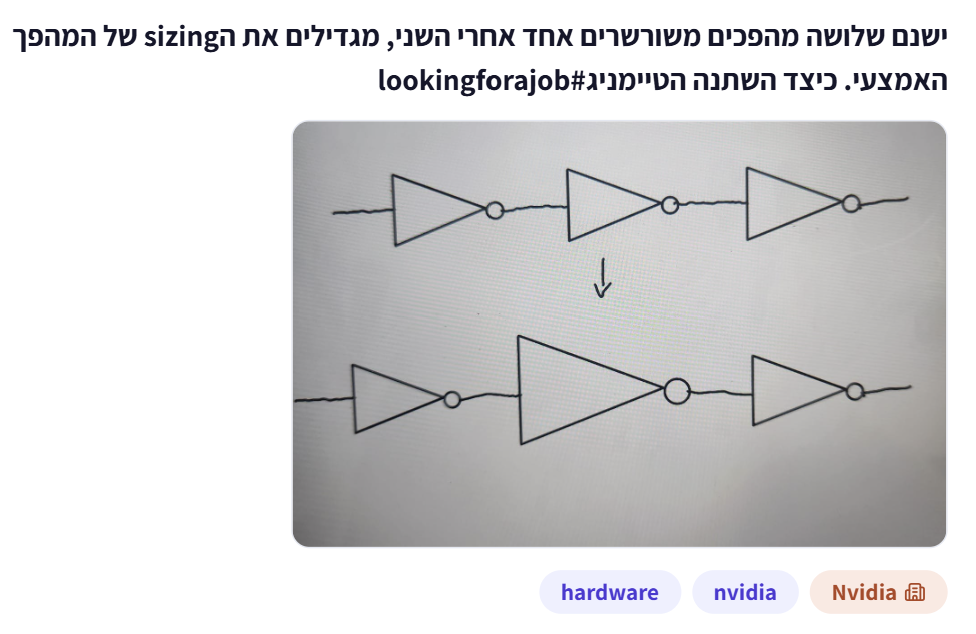 ישנם שלושה מהפכים משורשרים אחד אחרי השני, מגדילים את הsizing של המהפך
האמצעי. כיצד השתנה הטיימניג#lookingforajob
Nvidia
nvidia
hardware